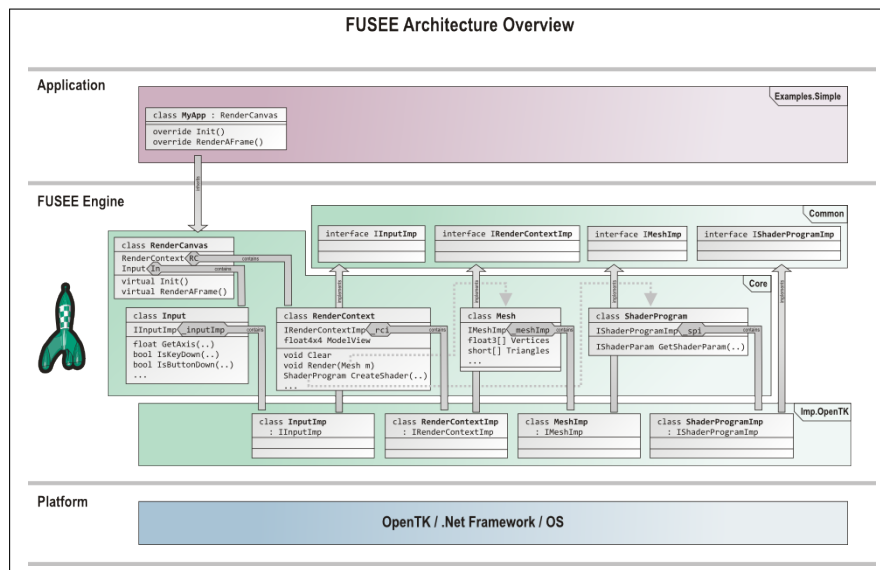 FUSEE Architecture Overview
Application
Examples.Simple
class MyApp : RenderCanvas
override Init()
override RenderAFrame()
inherits
FUSEE Engine
Common
interface IInputImp
interface IRenderContextImp
interface IMeshImp
interface IShaderProgramImp
class RenderCanvas
RenderContext RC
Input In
virtual Init()
virtual RenderAFrame()
contains
contains
implements
implements
implements
implements
Core
class Input
IInputImp _inputImp
float GetAxis(..)
bool IsKeyDown(..)
bool IsButtonDown(..)
...
contains
class RenderContext
IRenderContextImp _rci
float4x4 ModelView
void Clear
void Render(Mesh m)
ShaderProgram CreateShader(..)
...
contains
class Mesh
IMeshImp _meshImp
float3[] Vertices
short[] Triangles
...
contains
class ShaderProgram
IShaderProgramImp _spi
IShaderParam GetShaderParam(..)
contains
Imp.OpenTK
class InputImp
: IInputImp
class RenderContextImp
: IRenderContextImp
class MeshImp
: IMeshImp
class ShaderProgramImp
: IShaderProgramImp
Platform
OpenTK / .Net Framework / OS